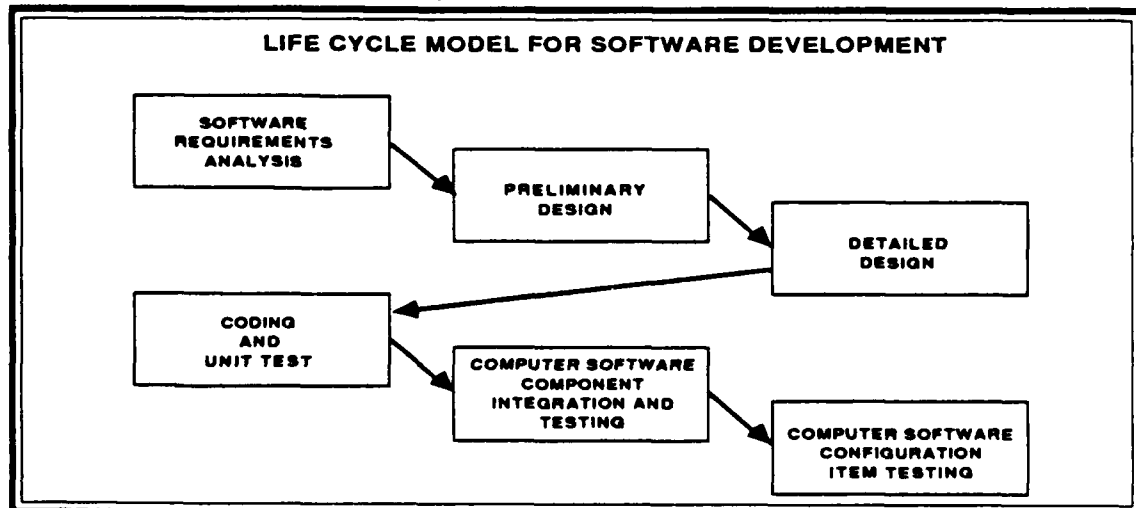 LIFE CYCLE MODEL FOR SOFTWARE DEVELOPMENT
SOFTWARE
REQUIREMENTS
ANALYSIS
PRELIMINARY
DESIGN
DETAILED
DESIGN
CODING
AND
UNIT TEST
COMPUTER SOFTWARE
COMPONENT
INTEGRATION AND
TESTING
COMPUTER SOFTWARE
CONFIGURATION
ITEM TESTING